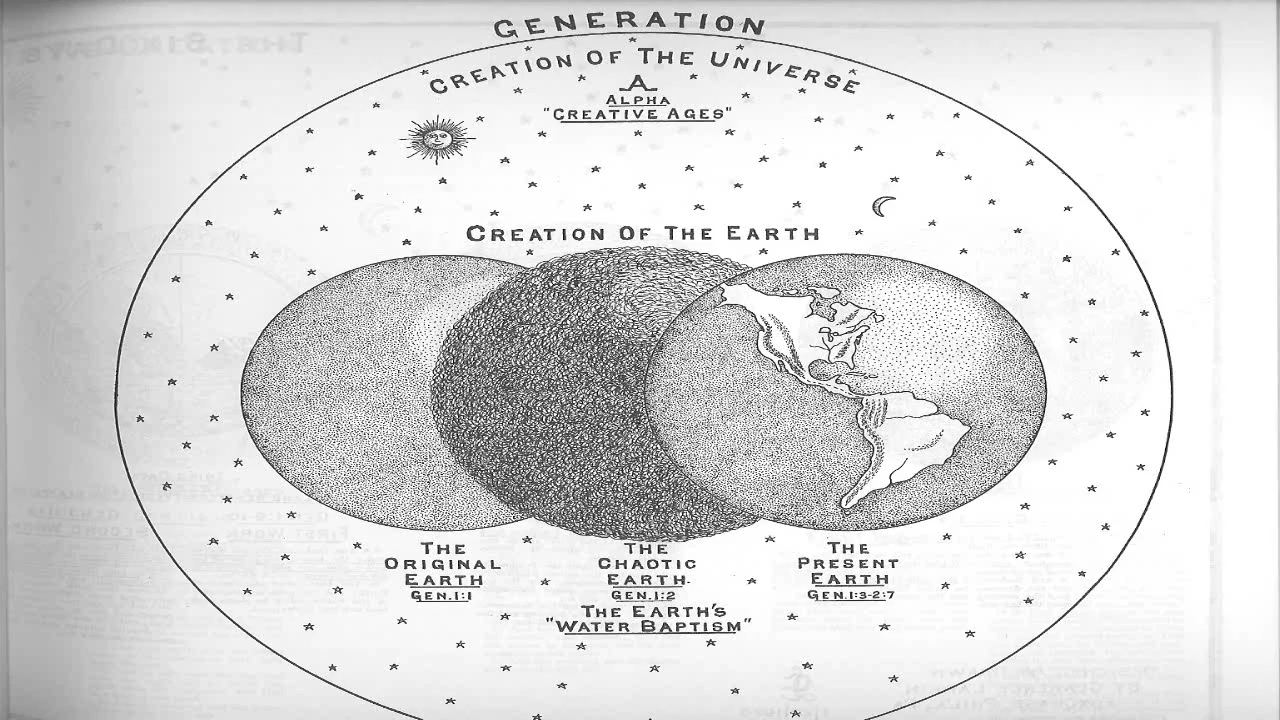 GENERATION
CREATION OF THE UNIVERSE
A
ALPHA
"CREATIVE AGES"
CREATION OF THE EARTH
THE
ORIGINAL
EARTH
GEN.1:1
THE
CHAOTIC
EARTH.
GEN.1:2
THE EARTH'S
"WATER BAPTISM"
THE
PRESENT
EARTH
GEN.1:3-2:7